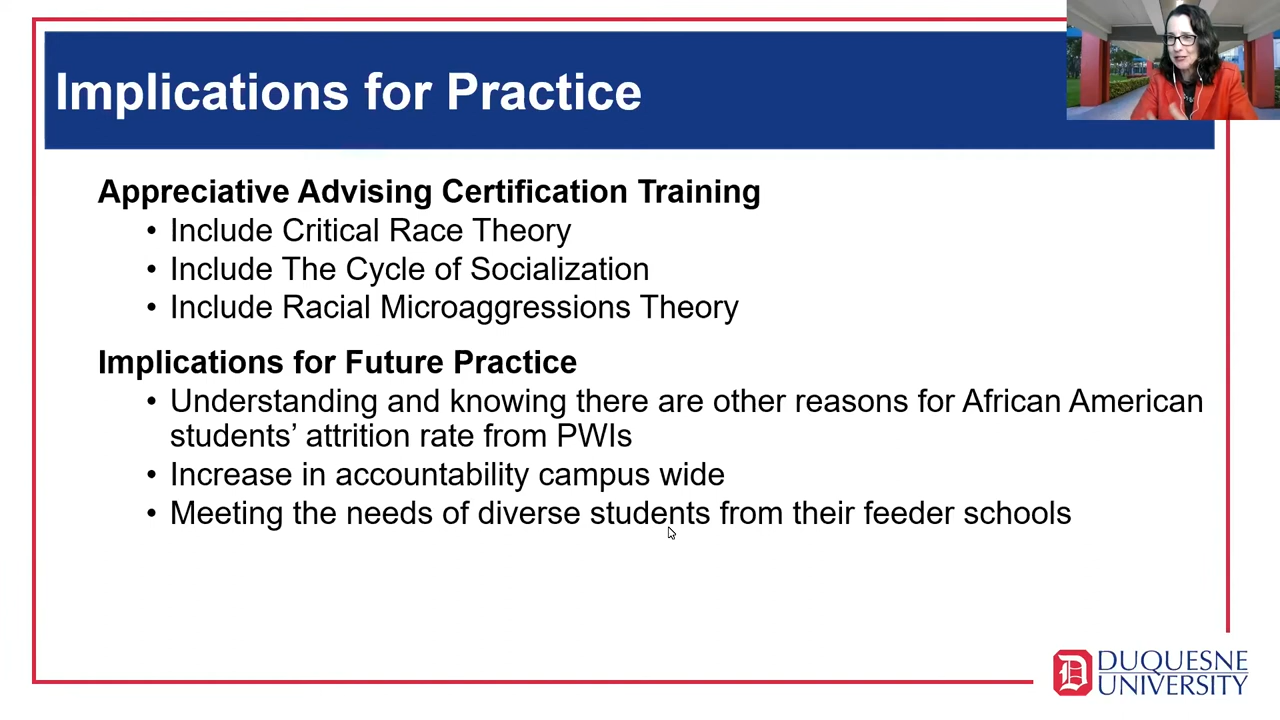 Implications for Practice
Appreciative Advising Certification Training
• Include Critical Race Theory
• Include The Cycle of Socialization
• Include Racial Microaggressions Theory
Implications for Future Practice
• Understanding and knowing there are other reasons for African American
students’ attrition rate from PWIs
• Increase in accountability campus wide
• Meeting the needs of diverse students from their feeder schools
D
DUQUESNE
UNIVERSITY